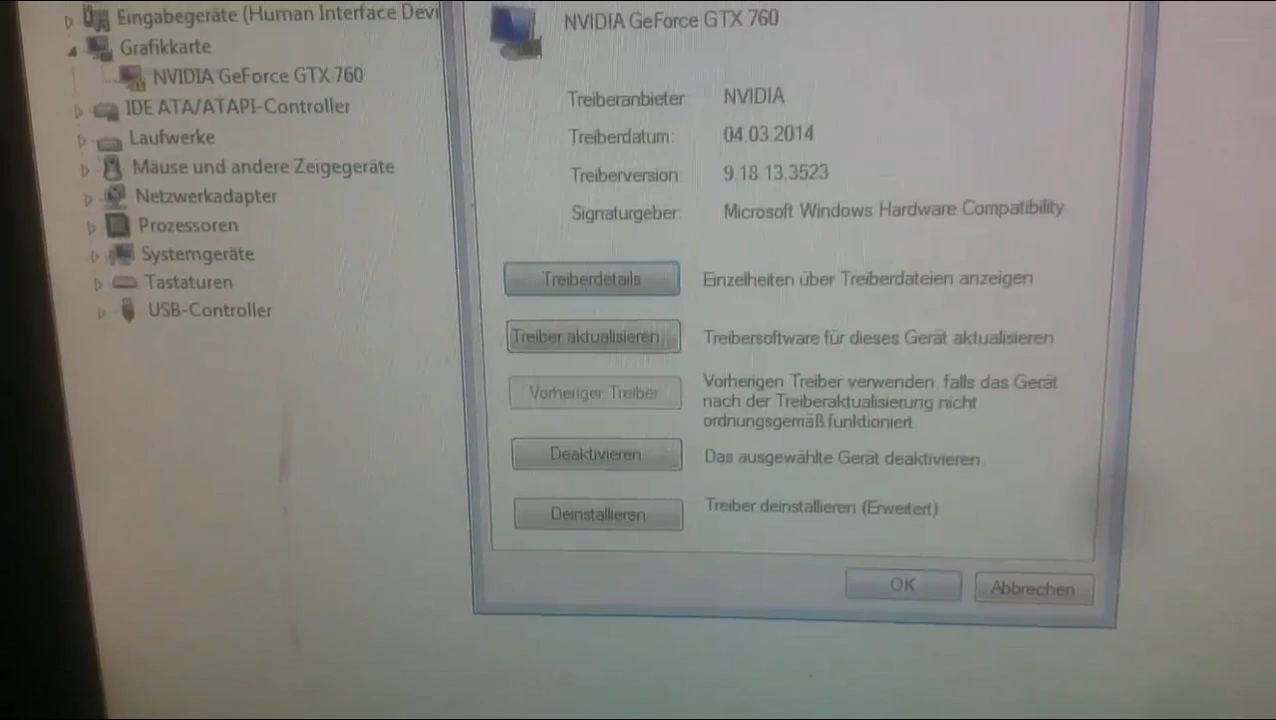 Eingabegeräte (Human Interface Devi
Grafikkarte
NVIDIA GeForce GTX 760
IDE ATA/ATAPI-Controller
Laufwerke
Mäuse und andere Zeigegeräte
Netzwerkadapter
Prozessoren
Systemgeräte
Tastaturen
USB-Controller
NVIDIA GeForce GTX 760
Treiberanbieter NVIDIA
Treiberdatum: 04.03.2014
Treiberversion: 9.18.13.3523
Signaturgeber: Microsoft Windows Hardware Compatibility
Treiberdetails Einzelheiten über Treiberdateien anzeigen
Treiber aktualisieren... Treibersoftware für dieses Gerät aktualisieren
Vorheriger Treiber Vorherigen Treiber verwenden, falls das Gerät
nach der Treiberaktualisierung nicht
ordnungsgemäß funktioniert
Deaktivieren Das ausgewählte Gerät deaktivieren.
Deinstallieren Treiber deinstallieren (Erweitert)
OK Abbrechen